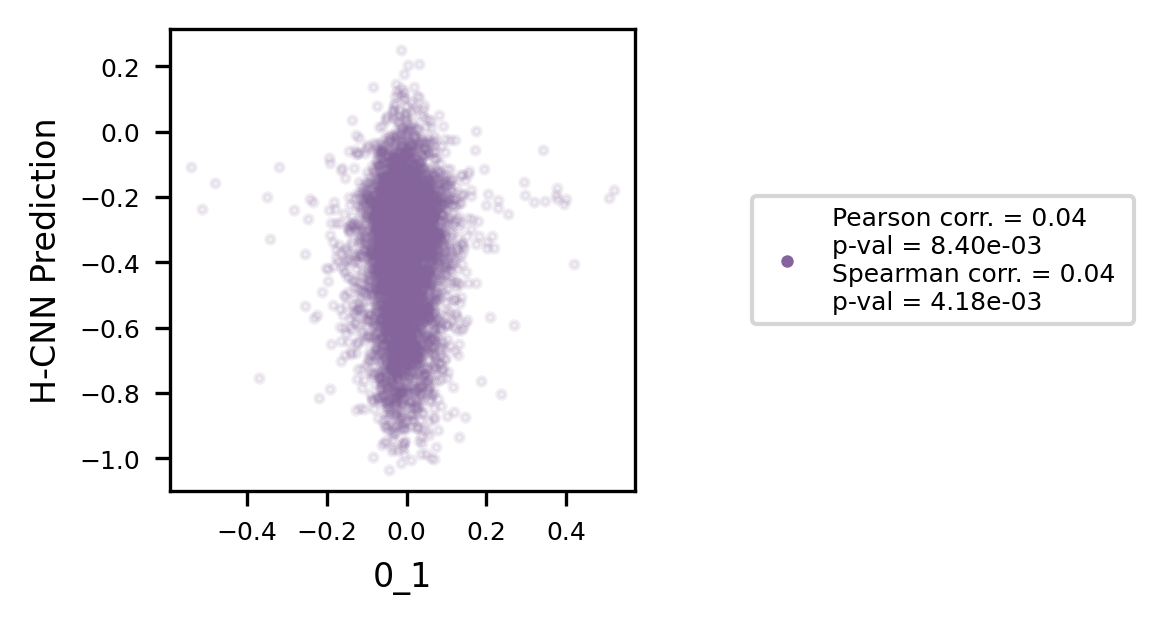 H-CNN Prediction
0.2
0.0
−0.2
−0.4
−0.6
−0.8
−1.0
−0.4 −0.2 0.0 0.2 0.4
0_1
Pearson corr. = 0.04
p-val = 8.40e-03
Spearman corr. = 0.04
p-val = 4.18e-03